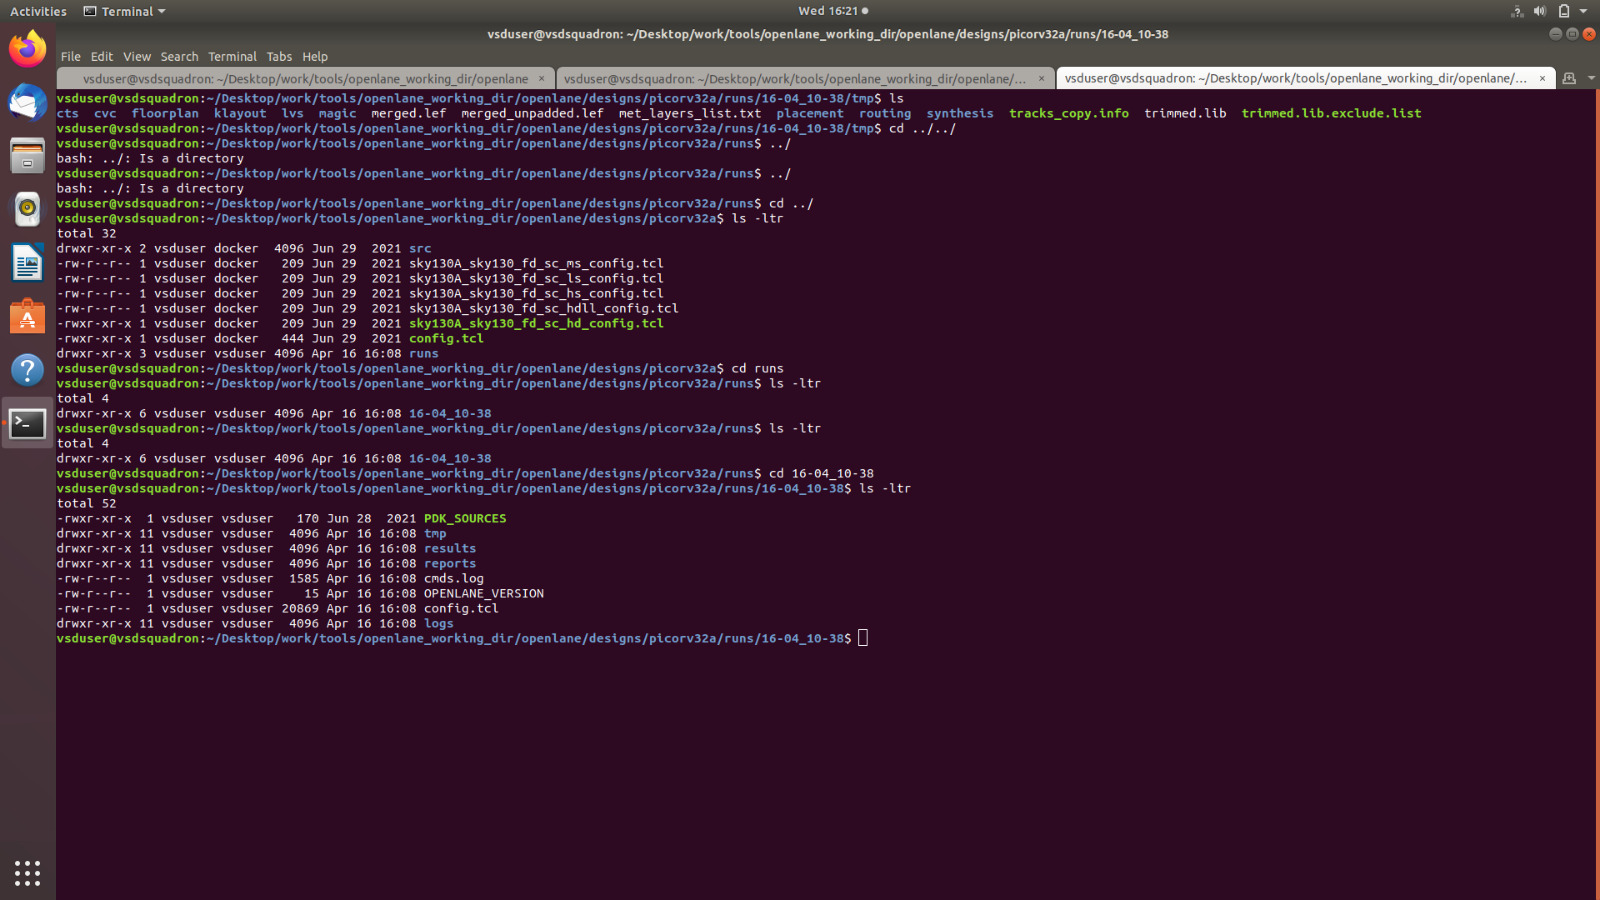 Activities Terminal Wed 16:21
vsduser@vsdsquadron: ~/Desktop/work/tools/openlane_working_dir/openlane/designs/picorv32a/runs/16-04_10-38
File Edit View Search Terminal Tabs Help
vsduser@vsdsquadron: ~/Desktop/work/tools/openlane_working_dir/openlane × vsduser@vsdsquadron: ~/Desktop/work/tools/openlane_working_dir/openlane/... × vsduser@vsdsquadron: ~/Desktop/work/tools/openlane_working_dir/openlane/... ×
vsduser@vsdsquadron:~/Desktop/work/tools/openlane_working_dir/openlane/designs/picorv32a/runs/16-04_10-38/tmp$ ls
cts cvc floorplan klayout lvs magic merged.lef merged_unpadded.lef met_layers_list.txt placement routing synthesis tracks_copy.info trimmed.lib trimmed.lib.exclude.list
vsduser@vsdsquadron:~/Desktop/work/tools/openlane_working_dir/openlane/designs/picorv32a/runs/16-04_10-38/tmp$ cd ../../
vsduser@vsdsquadron:~/Desktop/work/tools/openlane_working_dir/openlane/designs/picorv32a/runs$ ../
bash: ../: Is a directory
vsduser@vsdsquadron:~/Desktop/work/tools/openlane_working_dir/openlane/designs/picorv32a/runs$ ../
bash: ../: Is a directory
vsduser@vsdsquadron:~/Desktop/work/tools/openlane_working_dir/openlane/designs/picorv32a/runs$ cd ../
vsduser@vsdsquadron:~/Desktop/work/tools/openlane_working_dir/openlane/designs/picorv32a$ ls -ltr
total 32
drwxr-xr-x 2 vsduser docker 4096 Jun 29 2021 src
-rw-r--r-- 1 vsduser docker 209 Jun 29 2021 sky130A_sky130_fd_sc_ms_config.tcl
-rw-r--r-- 1 vsduser docker 209 Jun 29 2021 sky130A_sky130_fd_sc_ls_config.tcl
-rw-r--r-- 1 vsduser docker 209 Jun 29 2021 sky130A_sky130_fd_sc_hs_config.tcl
-rw-r--r-- 1 vsduser docker 209 Jun 29 2021 sky130A_sky130_fd_sc_hdll_config.tcl
-rwxr-xr-x 1 vsduser docker 209 Jun 29 2021 sky130A_sky130_fd_sc_hd_config.tcl
-rwxr-xr-x 1 vsduser docker 444 Jun 29 2021 config.tcl
drwxr-xr-x 3 vsduser vsduser 4096 Apr 16 16:08 runs
vsduser@vsdsquadron:~/Desktop/work/tools/openlane_working_dir/openlane/designs/picorv32a$ cd runs
vsduser@vsdsquadron:~/Desktop/work/tools/openlane_working_dir/openlane/designs/picorv32a/runs$ ls -ltr
total 4
drwxr-xr-x 6 vsduser vsduser 4096 Apr 16 16:08 16-04_10-38
vsduser@vsdsquadron:~/Desktop/work/tools/openlane_working_dir/openlane/designs/picorv32a/runs$ ls -ltr
total 4
drwxr-xr-x 6 vsduser vsduser 4096 Apr 16 16:08 16-04_10-38
vsduser@vsdsquadron:~/Desktop/work/tools/openlane_working_dir/openlane/designs/picorv32a/runs$ cd 16-04_10-38
vsduser@vsdsquadron:~/Desktop/work/tools/openlane_working_dir/openlane/designs/picorv32a/runs/16-04_10-38$ ls -ltr
total 52
-rwxr-xr-x 1 vsduser vsduser 170 Jun 28 2021 PDK_SOURCES
drwxr-xr-x 11 vsduser vsduser 4096 Apr 16 16:08 tmp
drwxr-xr-x 11 vsduser vsduser 4096 Apr 16 16:08 results
drwxr-xr-x 11 vsduser vsduser 4096 Apr 16 16:08 reports
-rw-r--r-- 1 vsduser vsduser 1585 Apr 16 16:08 cmds.log
-rw-r--r-- 1 vsduser vsduser 15 Apr 16 16:08 OPENLANE_VERSION
-rw-r--r-- 1 vsduser vsduser 20869 Apr 16 16:08 config.tcl
drwxr-xr-x 11 vsduser vsduser 4096 Apr 16 16:08 logs
vsduser@vsdsquadron:~/Desktop/work/tools/openlane_working_dir/openlane/designs/picorv32a/runs/16-04_10-38$